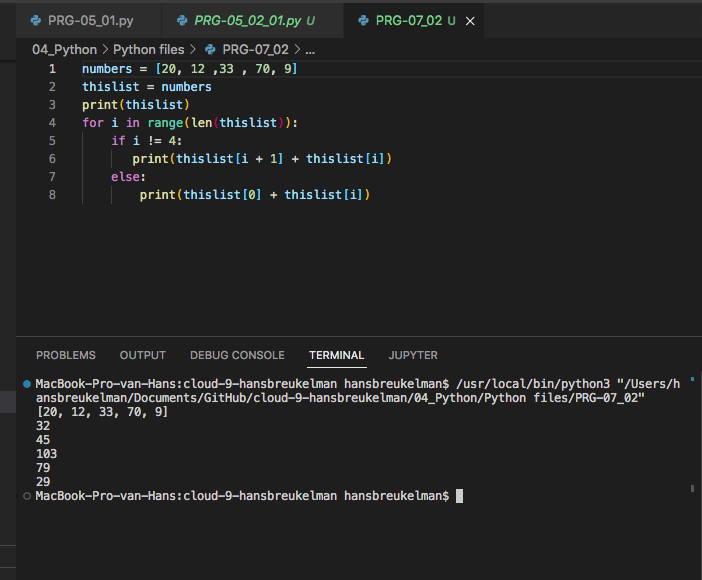 PRG-05_01.py PRG-05_02_01.py U PRG-07_02 U ×
04_Python > Python files > PRG-07_02 > ...
1 numbers = [20, 12 ,33 , 70, 9]
2 thislist = numbers
3 print(thislist)
4 for i in range(len(thislist)):
5 if i != 4:
6 print(thislist[i + 1] + thislist[i])
7 else:
8 print(thislist[0] + thislist[i])
PROBLEMS OUTPUT DEBUG CONSOLE TERMINAL JUPYTER
MacBook-Pro-van-Hans:cloud-9-hansbreukelman hansbreukelman$ /usr/local/bin/python3 "/Users/h
ansbreukelman/Documents/GitHub/cloud-9-hansbreukelman/04_Python/Python files/PRG-07_02"
[20, 12, 33, 70, 9]
32
45
103
79
29
MacBook-Pro-van-Hans:cloud-9-hansbreukelman hansbreukelman$